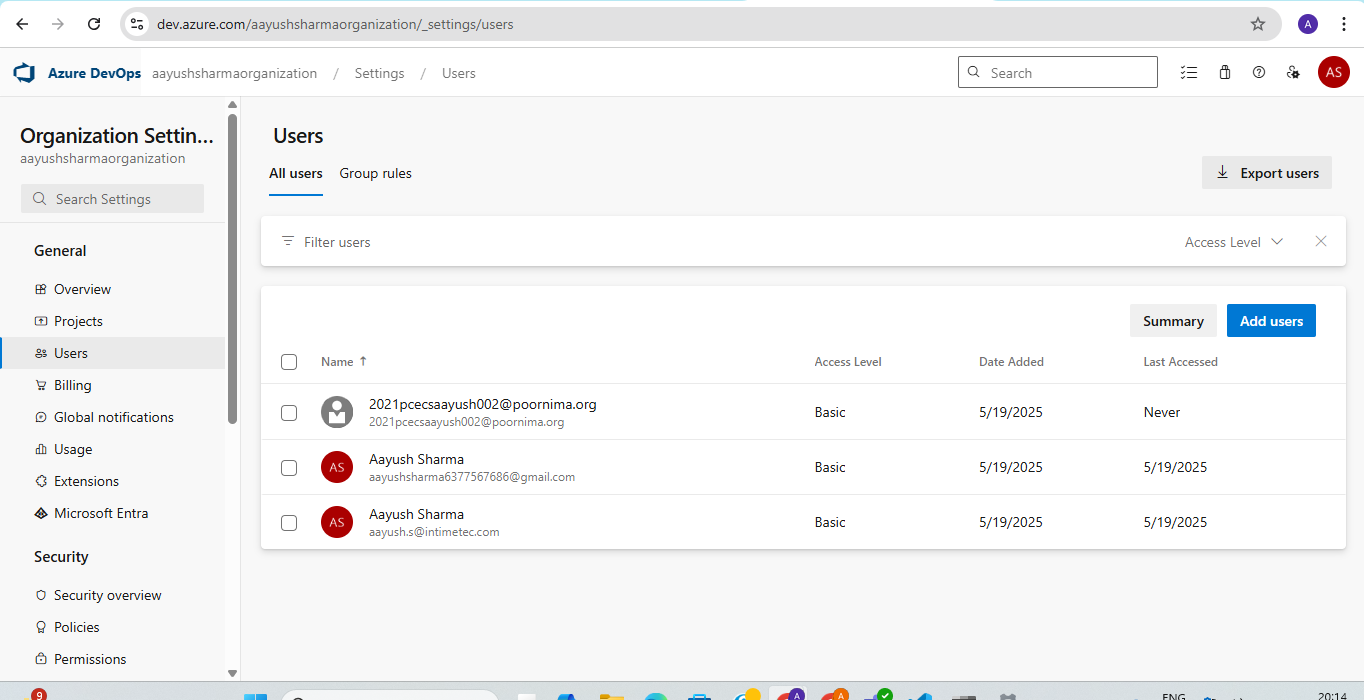 dev.azure.com/aayushsharmaorganization/_settings/users
A
Azure DevOps aayushsharmaorganization / Settings / Users
Search
AS
Organization Settin...
aayushsharmaorganization
Search Settings
General
Overview
Projects
Users
Billing
Global notifications
Usage
Extensions
Microsoft Entra
Security
Security overview
Policies
Permissions
Users
All users Group rules
Export users
Filter users
Access Level
Summary
Add users
Name ↑ Access Level Date Added Last Accessed
2021pcecsaayush002@poornima.org Basic 5/19/2025 Never
2021pcecsaayush002@poornima.org
AS Aayush Sharma Basic 5/19/2025 5/19/2025
aayushsharma6377567686@gmail.com
AS Aayush Sharma Basic 5/19/2025 5/19/2025
aayush.s@intimetec.com
9
A
A
ENG
20:14